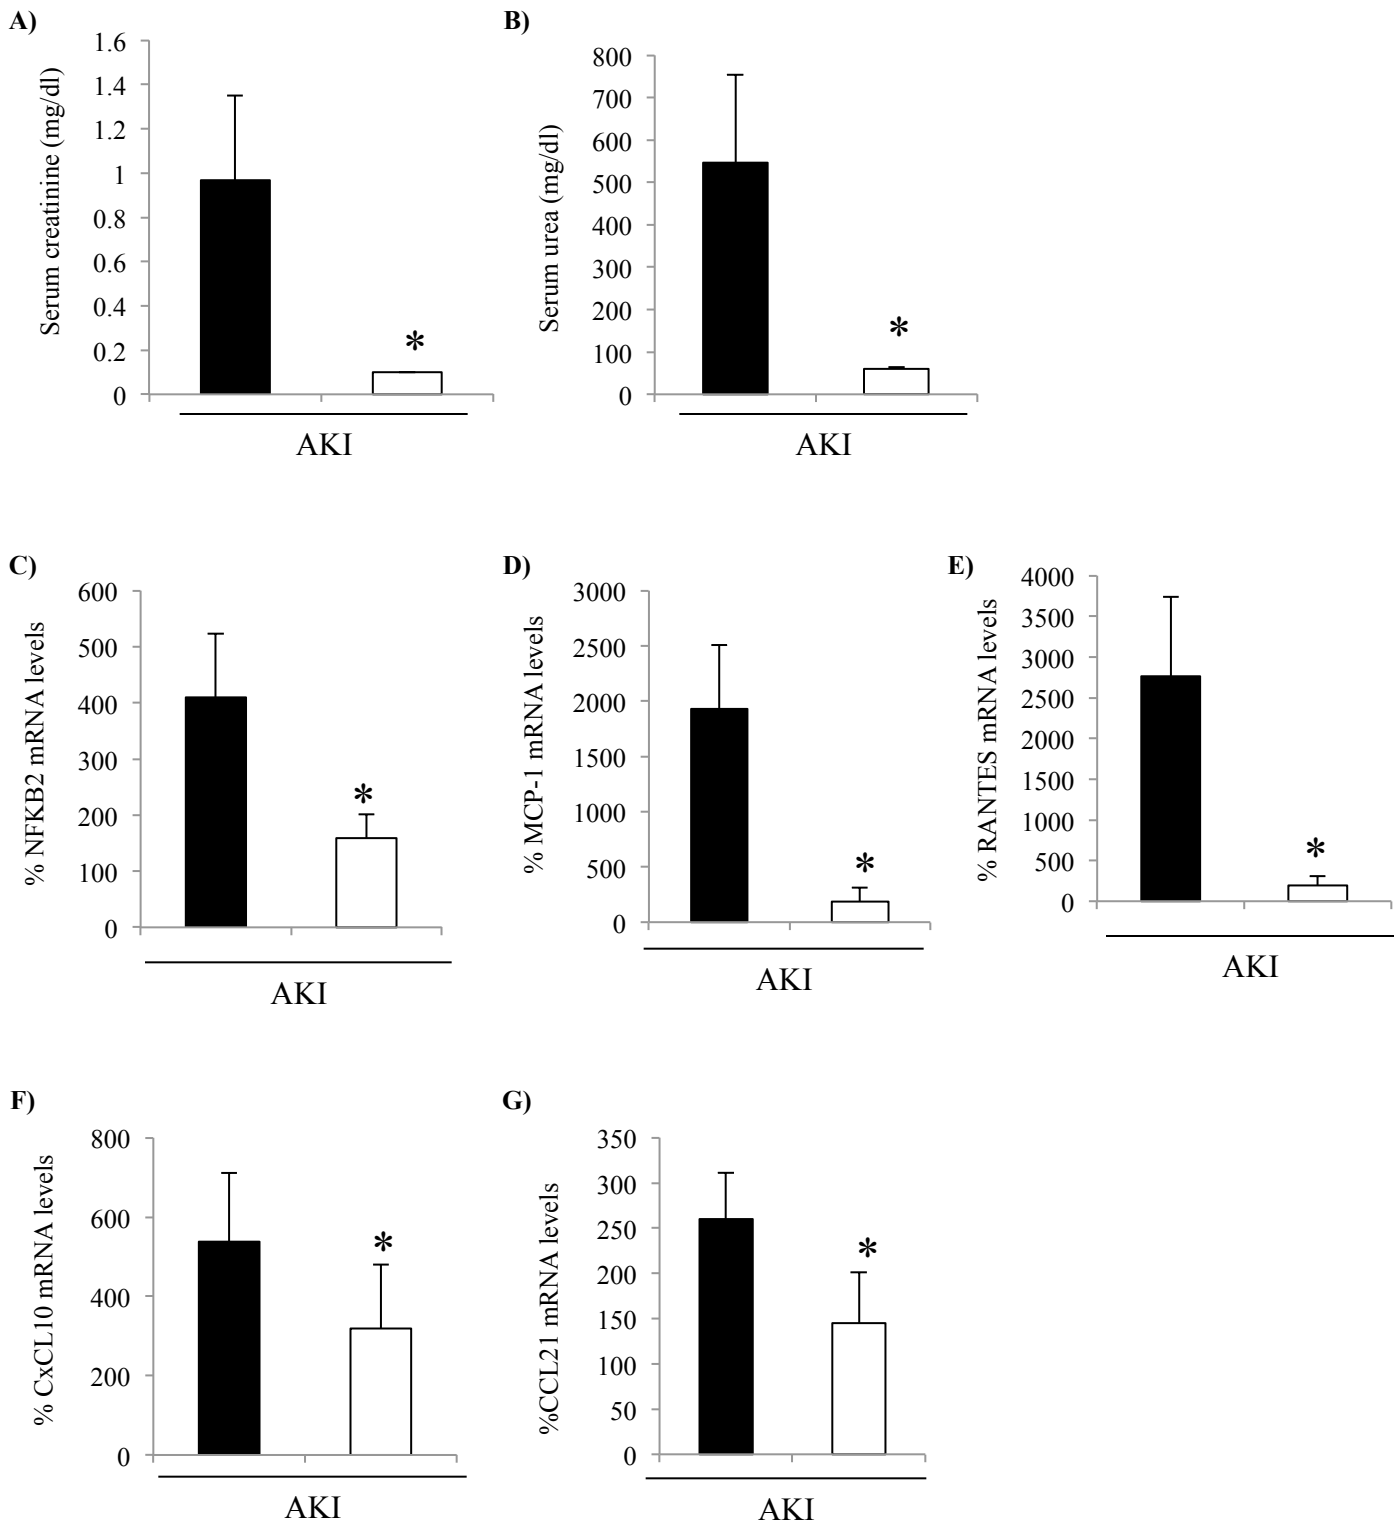 A)
Serum creatinine (mg/dl)
1.6
1.4
1.2
1
0.8
0.6
0.4
0.2
0
*
AKI
B)
Serum urea (mg/dl)
800
700
600
500
400
300
200
100
0
*
AKI
C)
% NFKB2 mRNA levels
600
500
400
300
200
100
0
*
AKI
D)
% MCP-1 mRNA levels
3000
2500
2000
1500
1000
500
0
*
AKI
E)
% RANTES mRNA levels
4000
3500
3000
2500
2000
1500
1000
500
0
*
AKI
F)
% CxCL10 mRNA levels
800
600
400
200
0
*
AKI
G)
%CCL21 mRNA levels
350
300
250
200
150
100
50
0
*
AKI